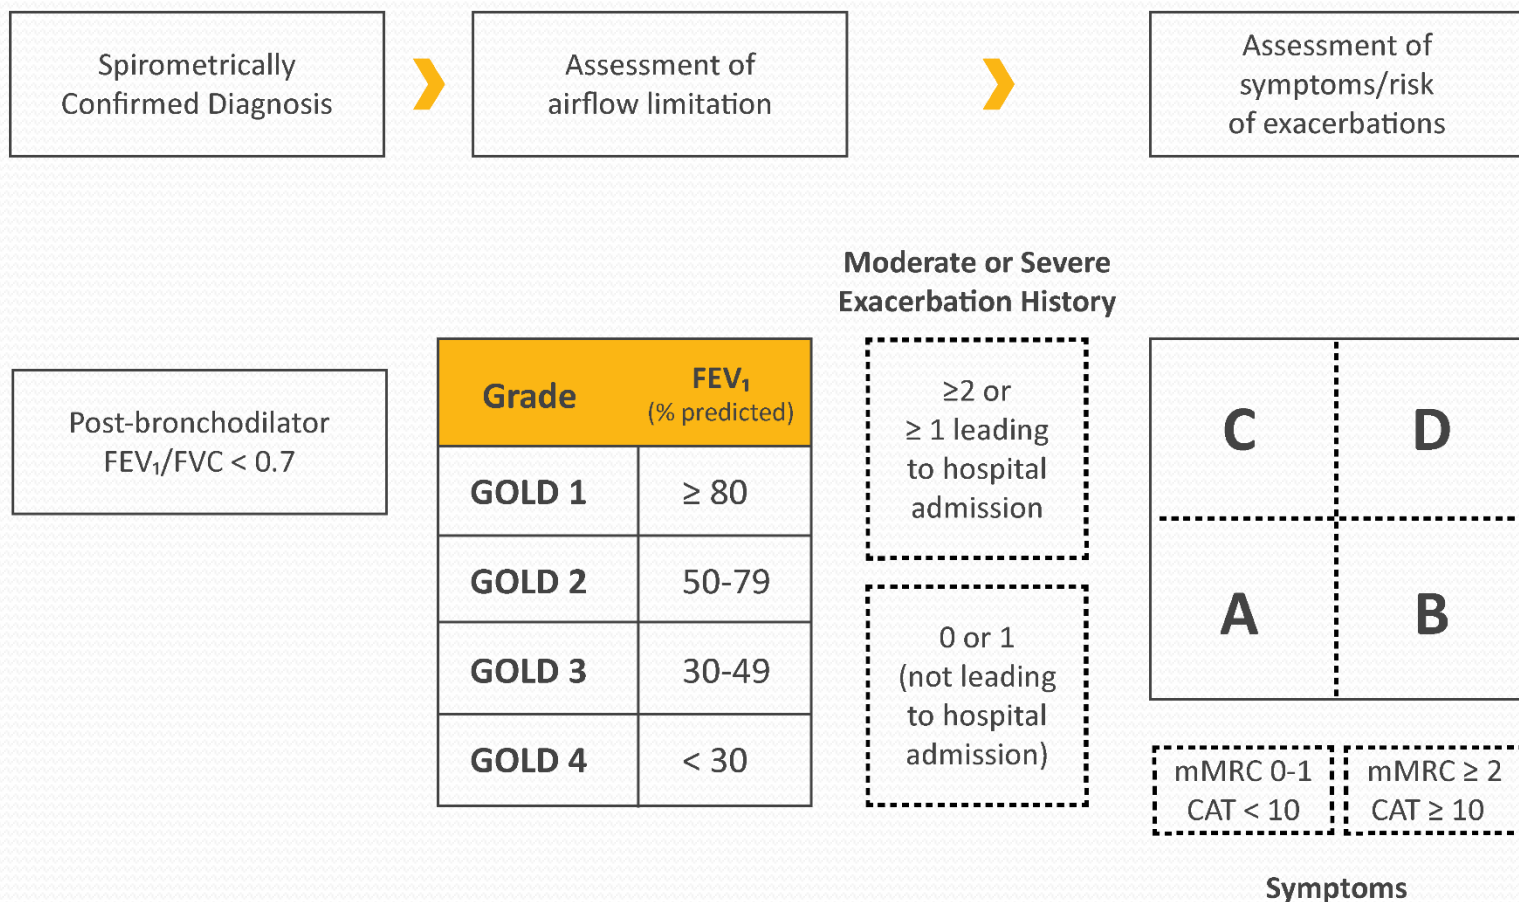 Spirometrically
Confirmed Diagnosis
Assessment of
airflow limitation
Assessment of
symptoms/risk
of exacerbations
Moderate or Severe
Exacerbation History
Post-bronchodilator
FEV₁/FVC < 0.7
Grade
FEV₁
(% predicted)
GOLD 1
≥ 80
GOLD 2
50-79
GOLD 3
30-49
GOLD 4
< 30
≥2 or
≥ 1 leading
to hospital
admission
0 or 1
(not leading
to hospital
admission)
C
D
A
B
mMRC 0-1
CAT < 10
mMRC ≥ 2
CAT ≥ 10
Symptoms